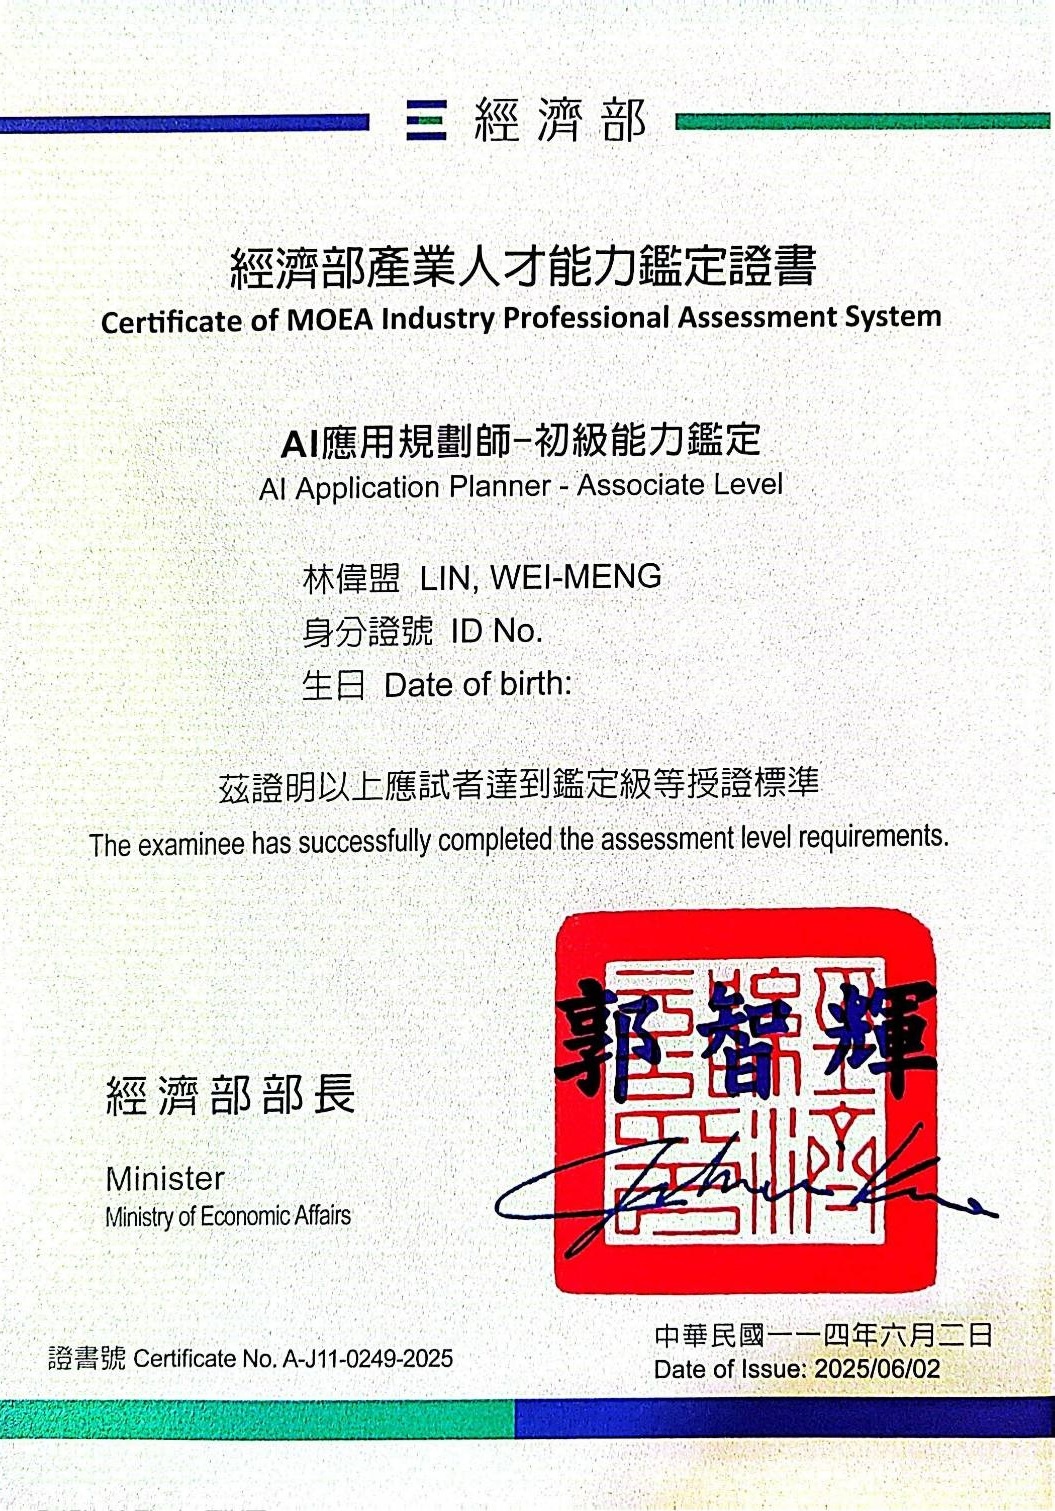 經濟部
經濟部產業人才能力鑑定證書
Certificate of MOEA Industry Professional Assessment System
AI應用規劃師–初級能力鑑定
AI Application Planner - Associate Level
林偉盟 LIN, WEI-MENG
身分證號 ID No.
生日 Date of birth:
茲證明以上應試者達到鑑定級等授證標準
The examinee has successfully completed the assessment level requirements.
郭智輝
經濟部部長
Minister
Ministry of Economic Affairs
中華民國一一四年六月二日
證書號 Certificate No. A-J11-0249-2025
Date of Issue: 2025/06/02